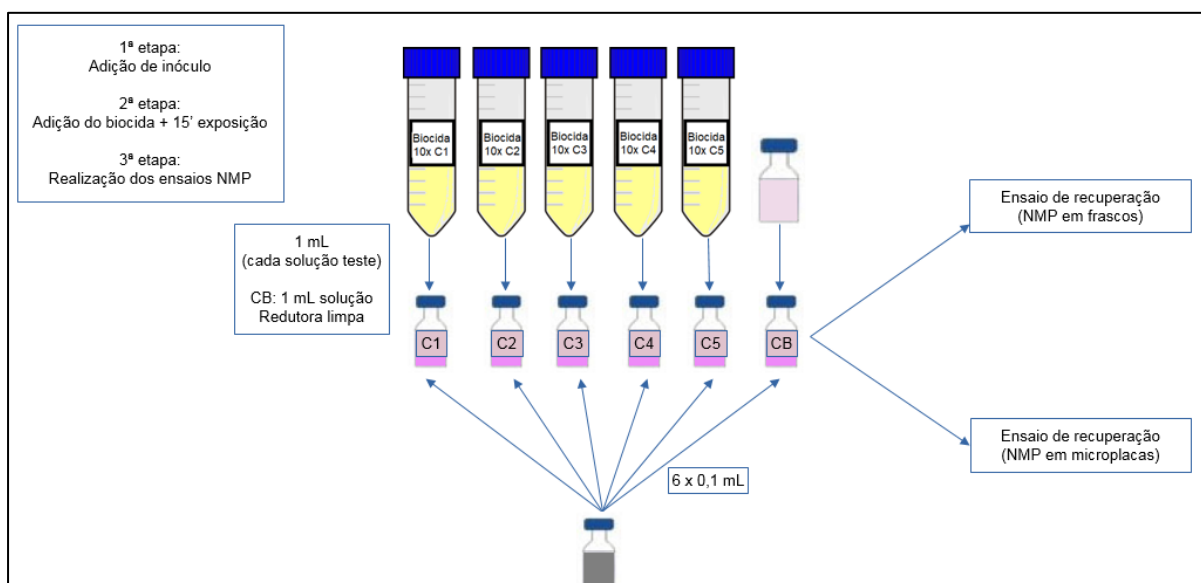 1ª etapa:
Adição de inóculo
2ª etapa:
Adição do biocida + 15’ exposição
3ª etapa:
Realização dos ensaios NMP
Biocida
10x C1
Biocida
10x C2
Biocida
10x C3
Biocida
10x C4
Biocida
10x C5
1 mL
(cada solução teste)
CB: 1 mL solução
Redutora limpa
C1
C2
C3
C4
C5
CB
Ensaio de recuperação
(NMP em frascos)
Ensaio de recuperação
(NMP em microplacas)
6 x 0,1 mL